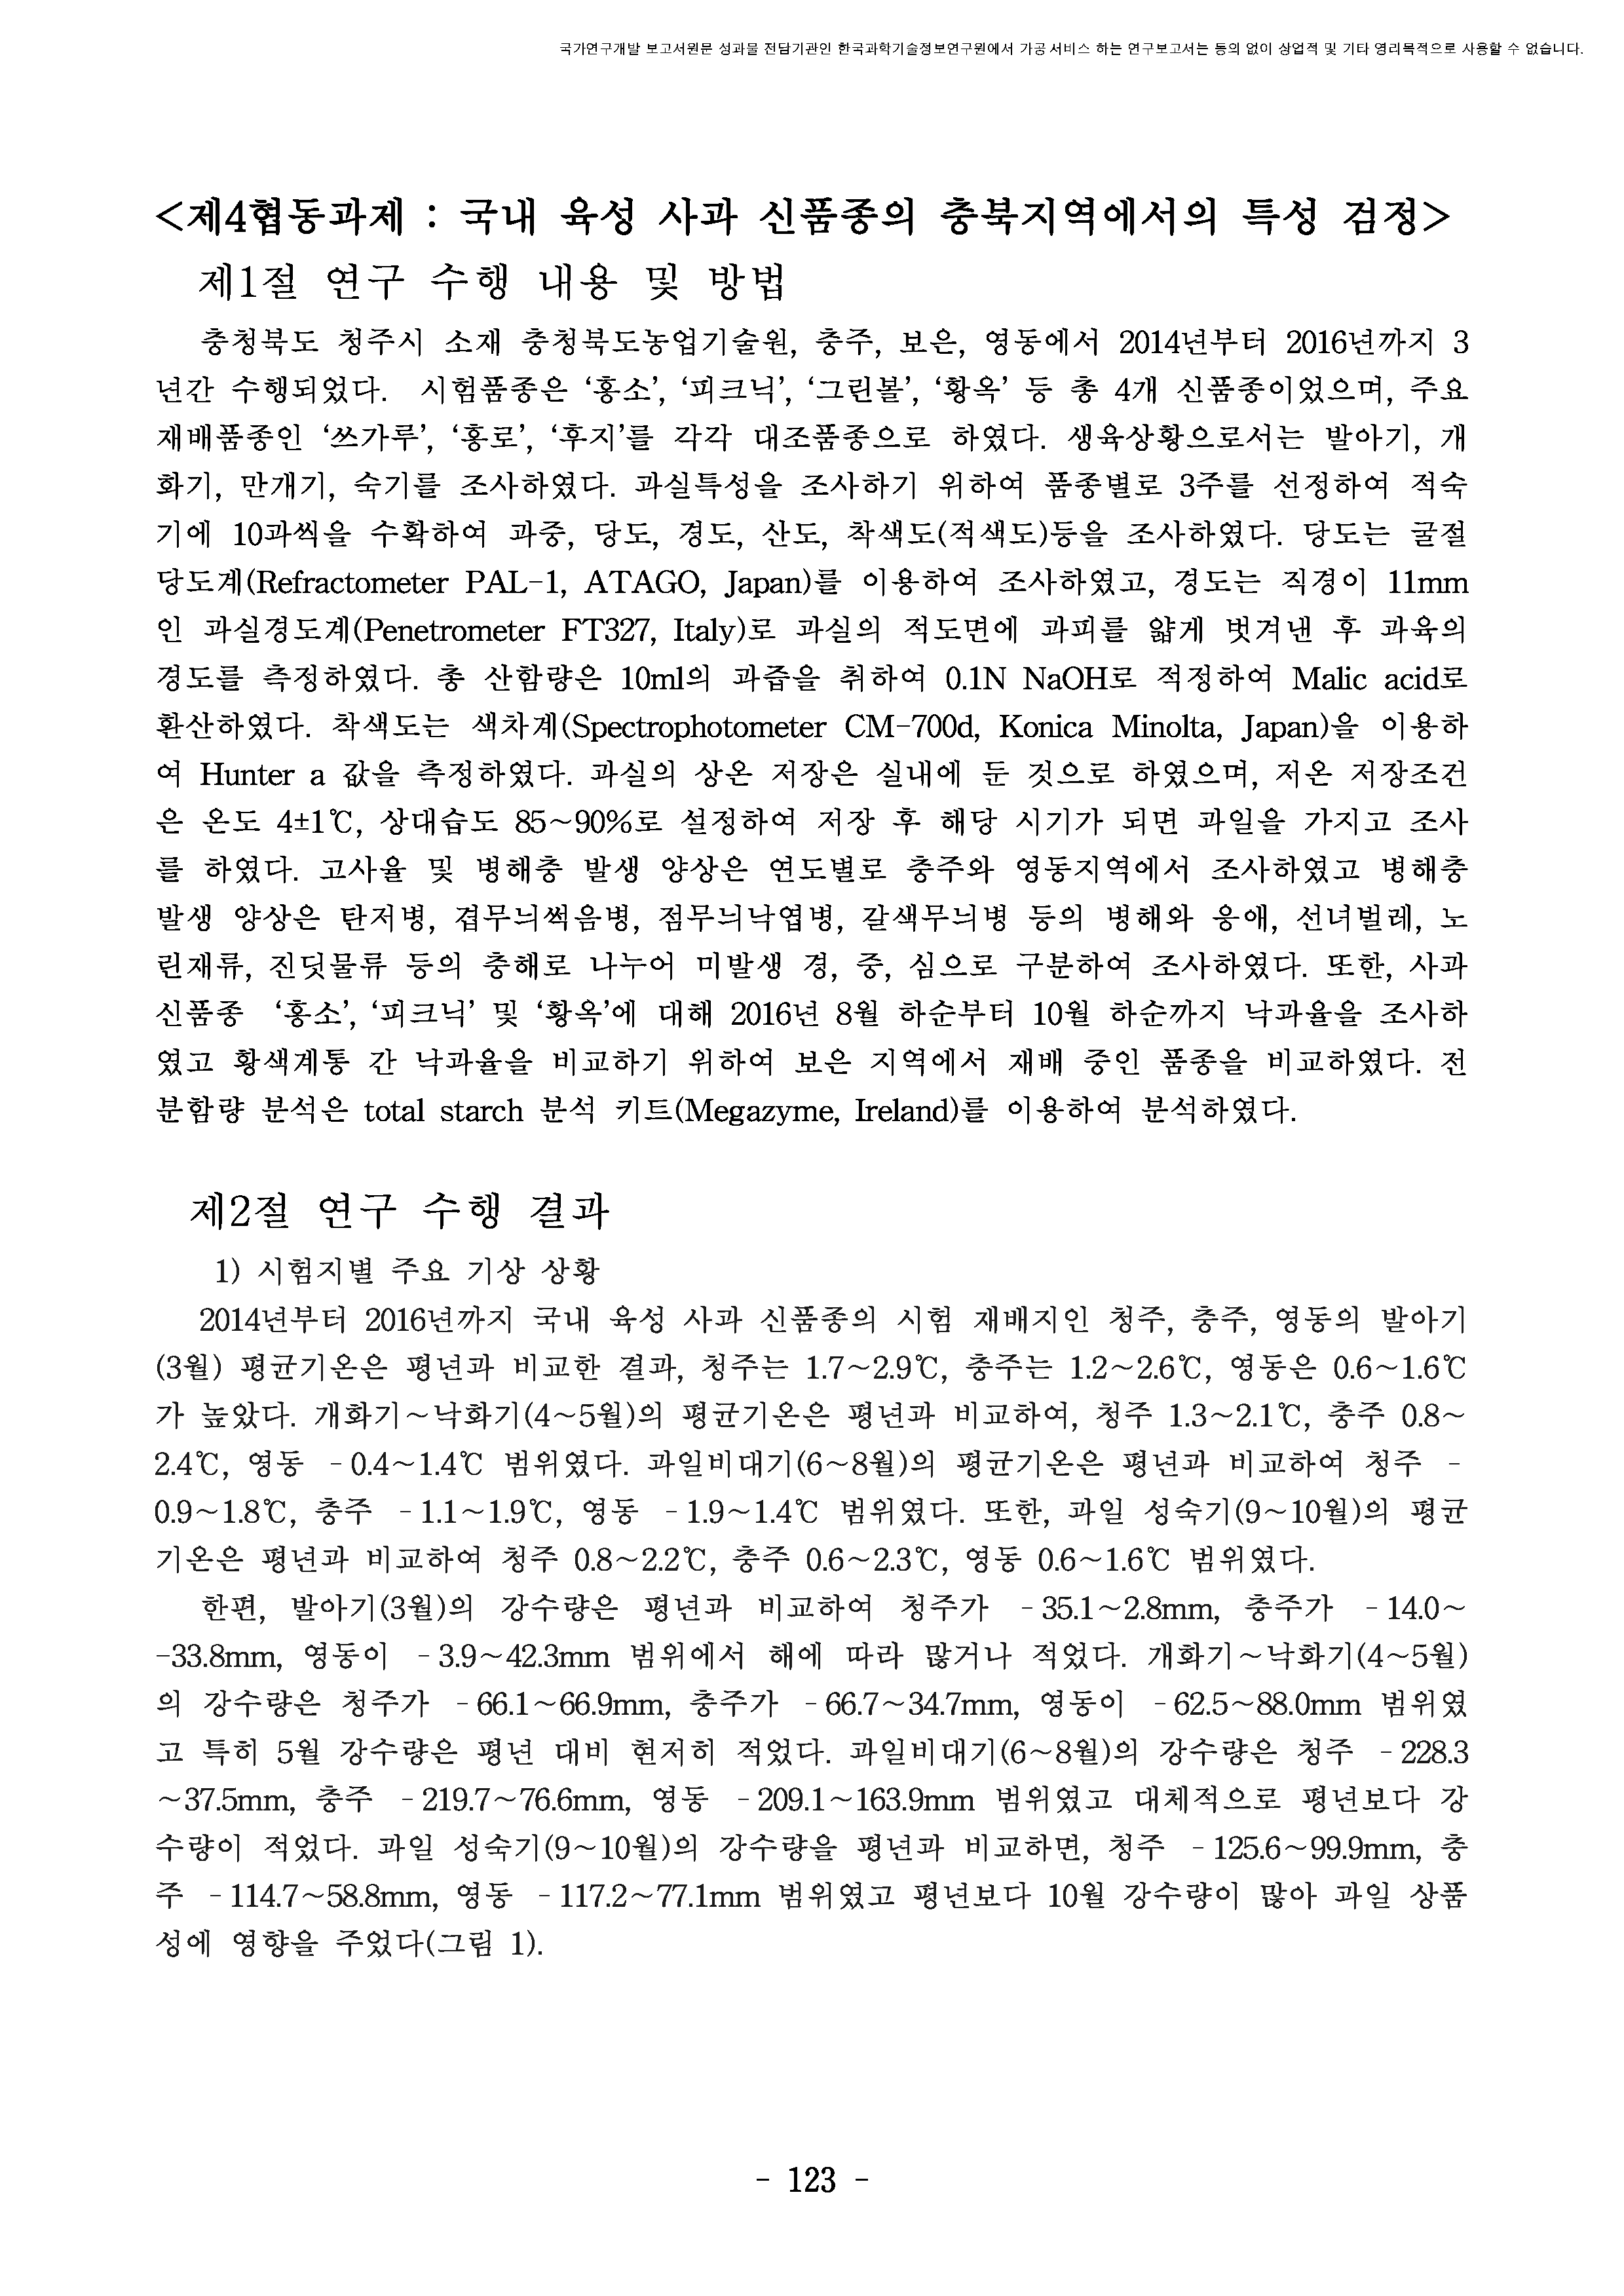 국가연구개발 보고서원문 성과물 전담기관인 한국과학기술정보연구원에서 가공·서비스 하는 연구보고서는 동의 없이 상업적 및 기타 영리목적으로 사용할 수 없습니다.
<제4협동과제 : 국내 육성 사과 신품종의 충북지역에서의 특성 검정>
제1절 연구 수행 내용 및 방법
충청북도 청주시 소재 충청북도농업기술원, 충주, 보은, 영동에서 2014년부터 2016년까지 3
년간 수행되었다. 시험품종은 '홍소', '피크닉', '그린볼', '황옥' 등 총 4개 신품종이었으며, 주요
재배품종인 '쓰가루', '홍로', '후지'를 각각 대조품종으로 하였다. 생육상황으로서는 발아기, 개
화기, 만개기, 숙기를 조사하였다. 과실특성을 조사하기 위하여 품종별로 3주를 선정하여 적숙
기에 10과씩을 수확하여 과중, 당도, 경도, 산도, 착색도(적색도)등을 조사하였다. 당도는 굴절
당도계(Refractometer PAL-1, ATAGO, Japan)를 이용하여 조사하였고, 경도는 직경이 11mm
인 과실경도계(Penetrometer FT327, Italy)로 과실의 적도면에 과피를 얇게 벗겨낸 후 과육의
경도를 측정하였다. 총 산함량은 10ml의 과즙을 취하여 0.1N NaOH로 적정하여 Malic acid로
환산하였다. 착색도는 색차계(Spectrophotometer CM-700d, Konica Minolta, Japan)을 이용하
여 Hunter a 값을 측정하였다. 과실의 상온 저장은 실내에 둔 것으로 하였으며, 저온 저장조건
은 온도 4±1℃, 상대습도 85~90%로 설정하여 저장 후 해당 시기가 되면 과일을 가지고 조사
를 하였다. 고사율 및 병해충 발생 양상은 연도별로 충주와 영동지역에서 조사하였고 병해충
발생 양상은 탄저병, 겹무늬썩음병, 점무늬낙엽병, 갈색무늬병 등의 병해와 응애, 선녀벌레, 노
린재류, 진딧물류 등의 충해로 나누어 미발생 경, 중, 심으로 구분하여 조사하였다. 또한, 사과
신품종 '홍소', '피크닉' 및 '황옥'에 대해 2016년 8월 하순부터 10월 하순까지 낙과율을 조사하
였고 황색계통 간 낙과율을 비교하기 위하여 보은 지역에서 재배 중인 품종을 비교하였다. 전
분함량 분석은 total starch 분석 키트(Megazyme, Ireland)를 이용하여 분석하였다.
제2절 연구 수행 결과
1) 시험지별 주요 기상 상황
2014년부터 2016년까지 국내 육성 사과 신품종의 시험 재배지인 청주, 충주, 영동의 발아기
(3월) 평균기온은 평년과 비교한 결과, 청주는 1.7~2.9℃, 충주는 1.2~2.6℃, 영동은 0.6~1.6℃
가 높았다. 개화기~낙화기(4~5월)의 평균기온은 평년과 비교하여, 청주 1.3~2.1℃, 충주 0.8~
2.4℃, 영동 -0.4~1.4℃ 범위였다. 과일비대기(6~8월)의 평균기온은 평년과 비교하여 청주 -
0.9~1.8℃, 충주 -1.1~1.9℃, 영동 -1.9~1.4℃ 범위였다. 또한, 과일 성숙기(9~10월)의 평균
기온은 평년과 비교하여 청주 0.8~2.2℃, 충주 0.6~2.3℃, 영동 0.6~1.6℃ 범위였다.
한편, 발아기(3월)의 강수량은 평년과 비교하여 청주가 -35.1~2.8mm, 충주가 -14.0~
-33.8mm, 영동이 -3.9~42.3mm 범위에서 해에 따라 많거나 적었다. 개화기~낙화기(4~5월)
의 강수량은 청주가 -66.1~66.9mm, 충주가 -66.7~34.7mm, 영동이 -62.5~88.0mm 범위였
고 특히 5월 강수량은 평년 대비 현저히 적었다. 과일비대기(6~8월)의 강수량은 청주 -228.3
~37.5mm, 충주 -219.7~76.6mm, 영동 -209.1~163.9mm 범위였고 대체적으로 평년보다 강
수량이 적었다. 과일 성숙기(9~10월)의 강수량을 평년과 비교하면, 청주 -125.6~99.9mm, 충
주 -114.7~58.8mm, 영동 -117.2~77.1mm 범위였고 평년보다 10월 강수량이 많아 과일 상품
성에 영향을 주었다(그림 1).
- 123 -